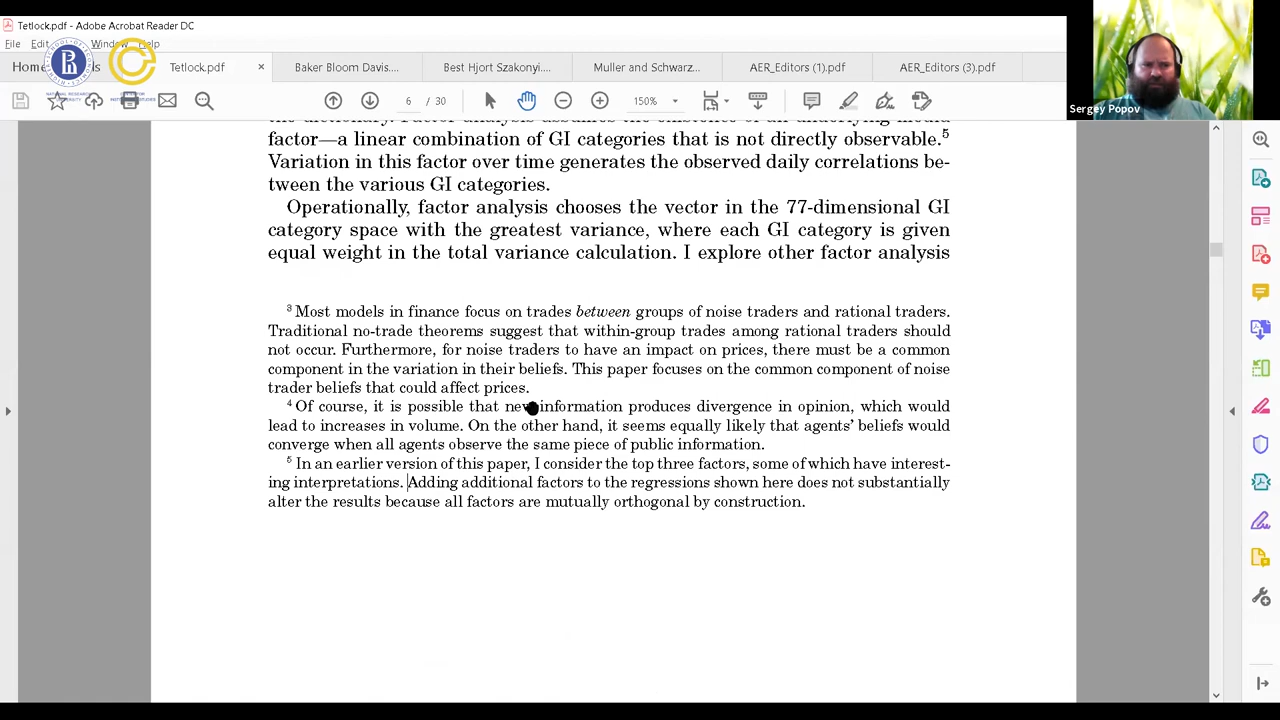 Tetlock.pdf - Adobe Acrobat Reader DC
File Edit Window Help
Tetlock.pdf × Baker Bloom Davis.... Best Hjort Szakonyi.... Muller and Schwarz... AER_Editors (1).pdf AER_Editors (3).pdf
6 / 30 150%
Sergey Popov
factor—a linear combination of GI categories that is not directly observable.5
Variation in this factor over time generates the observed daily correlations be-
tween the various GI categories.
Operationally, factor analysis chooses the vector in the 77-dimensional GI
category space with the greatest variance, where each GI category is given
equal weight in the total variance calculation. I explore other factor analysis
3 Most models in finance focus on trades between groups of noise traders and rational traders.
Traditional no-trade theorems suggest that within-group trades among rational traders should
not occur. Furthermore, for noise traders to have an impact on prices, there must be a common
component in the variation in their beliefs. This paper focuses on the common component of noise
trader beliefs that could affect prices.
4 Of course, it is possible that new information produces divergence in opinion, which would
lead to increases in volume. On the other hand, it seems equally likely that agents' beliefs would
converge when all agents observe the same piece of public information.
5 In an earlier version of this paper, I consider the top three factors, some of which have interest-
ing interpretations. Adding additional factors to the regressions shown here does not substantially
alter the results because all factors are mutually orthogonal by construction.